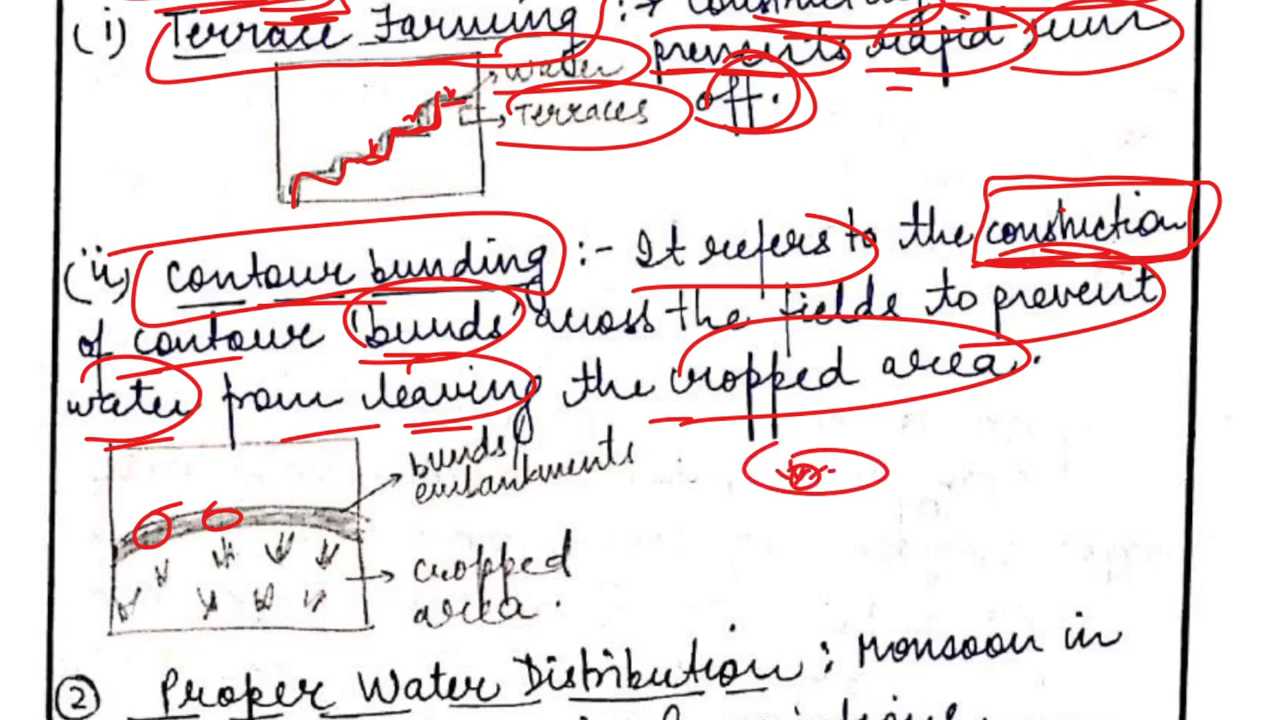 (i) Terrace Farming :→
prevents rapid run
off.
water
Terraces
(ii) contour bunding :- It refers to the construction
of contour 'bunds' across the fields to prevent
water from leaving the cropped area.
bunds/
embankments
cropped
area.
② Proper Water Distribution: Monsoon in